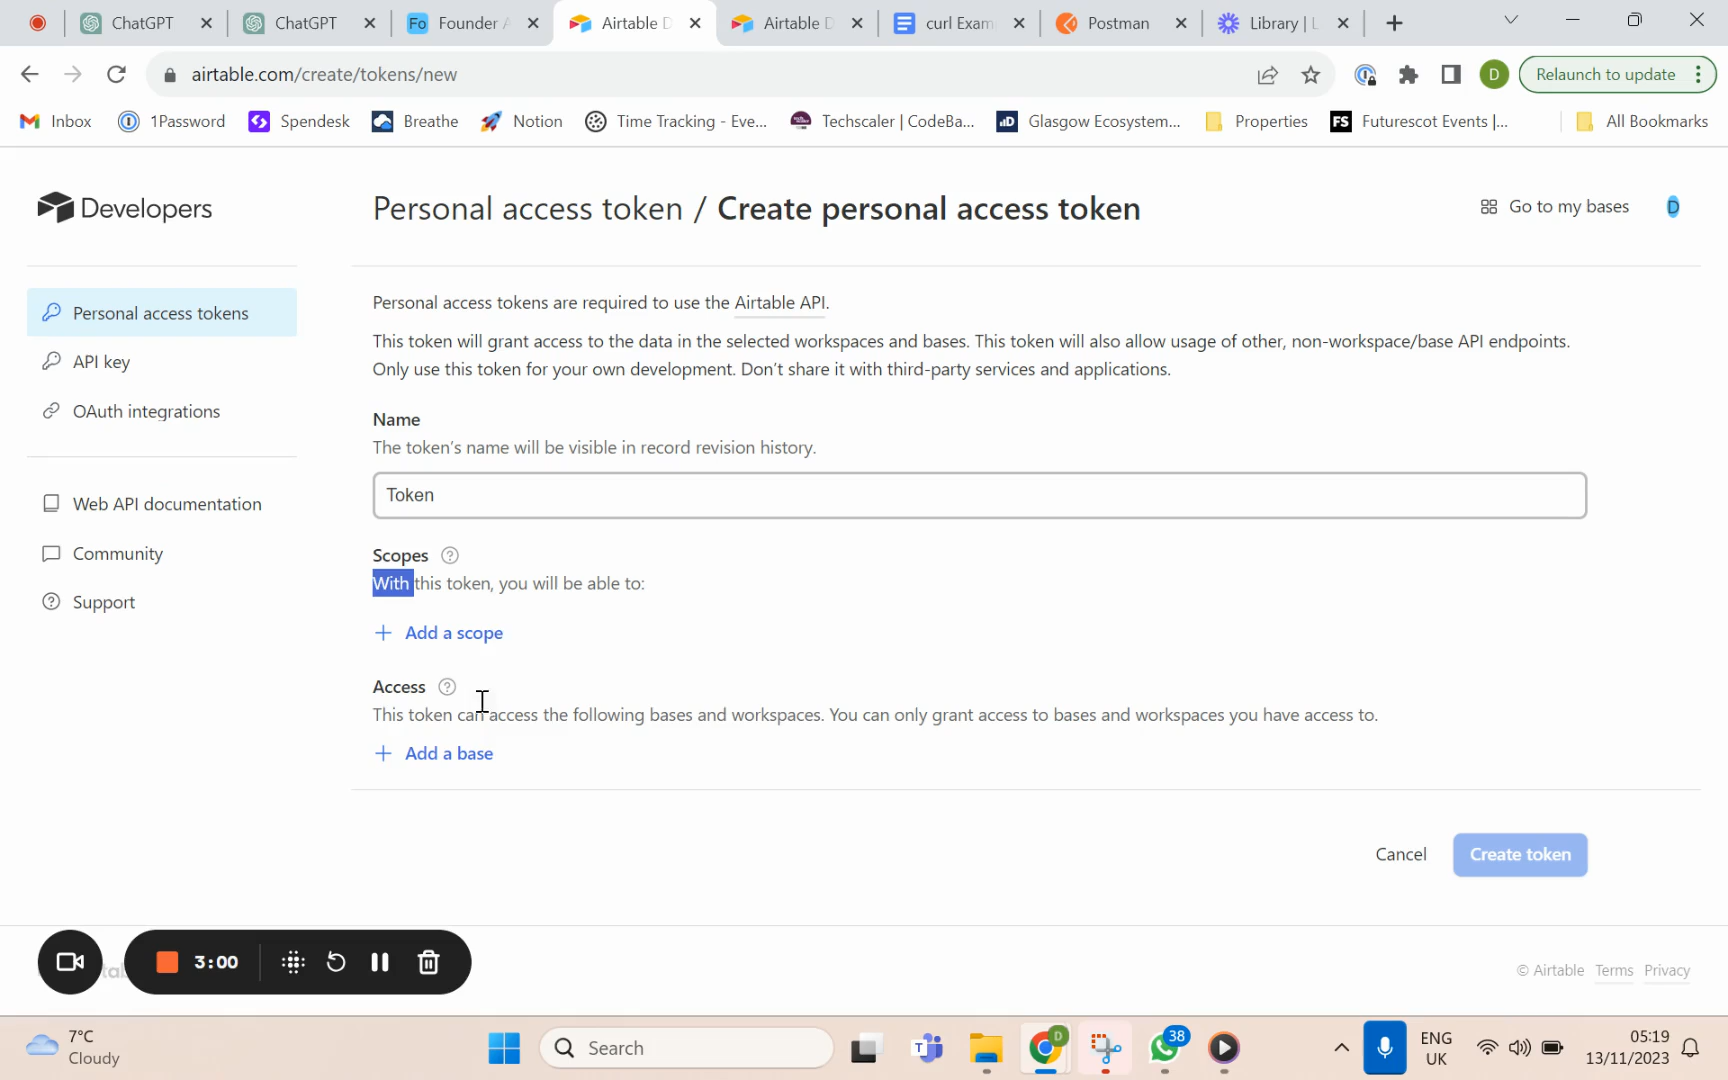 ChatGPT
ChatGPT
Fo Founder A
Airtable D
Airtable D
curl Exam
Postman
Library | L
airtable.com/create/tokens/new
D
Relaunch to update
Inbox
1Password
Spendesk
Breathe
Notion
Time Tracking - Eve...
Techscaler | CodeBa...
Glasgow Ecosystem...
Properties
FS Futurescot Events |...
All Bookmarks
Developers
Personal access token / Create personal access token
Go to my bases
D
Personal access tokens
API key
OAuth integrations
Web API documentation
Community
Support
Personal access tokens are required to use the Airtable API.
This token will grant access to the data in the selected workspaces and bases. This token will also allow usage of other, non-workspace/base API endpoints.
Only use this token for your own development. Don't share it with third-party services and applications.
Name
The token's name will be visible in record revision history.
Token
Scopes
With this token, you will be able to:
+ Add a scope
Access
This token can access the following bases and workspaces. You can only grant access to bases and workspaces you have access to.
+ Add a base
Cancel
Create token
3:00
© Airtable
Terms
Privacy
7°C
Cloudy
Search
D
38
ENG
UK
05:19
13/11/2023